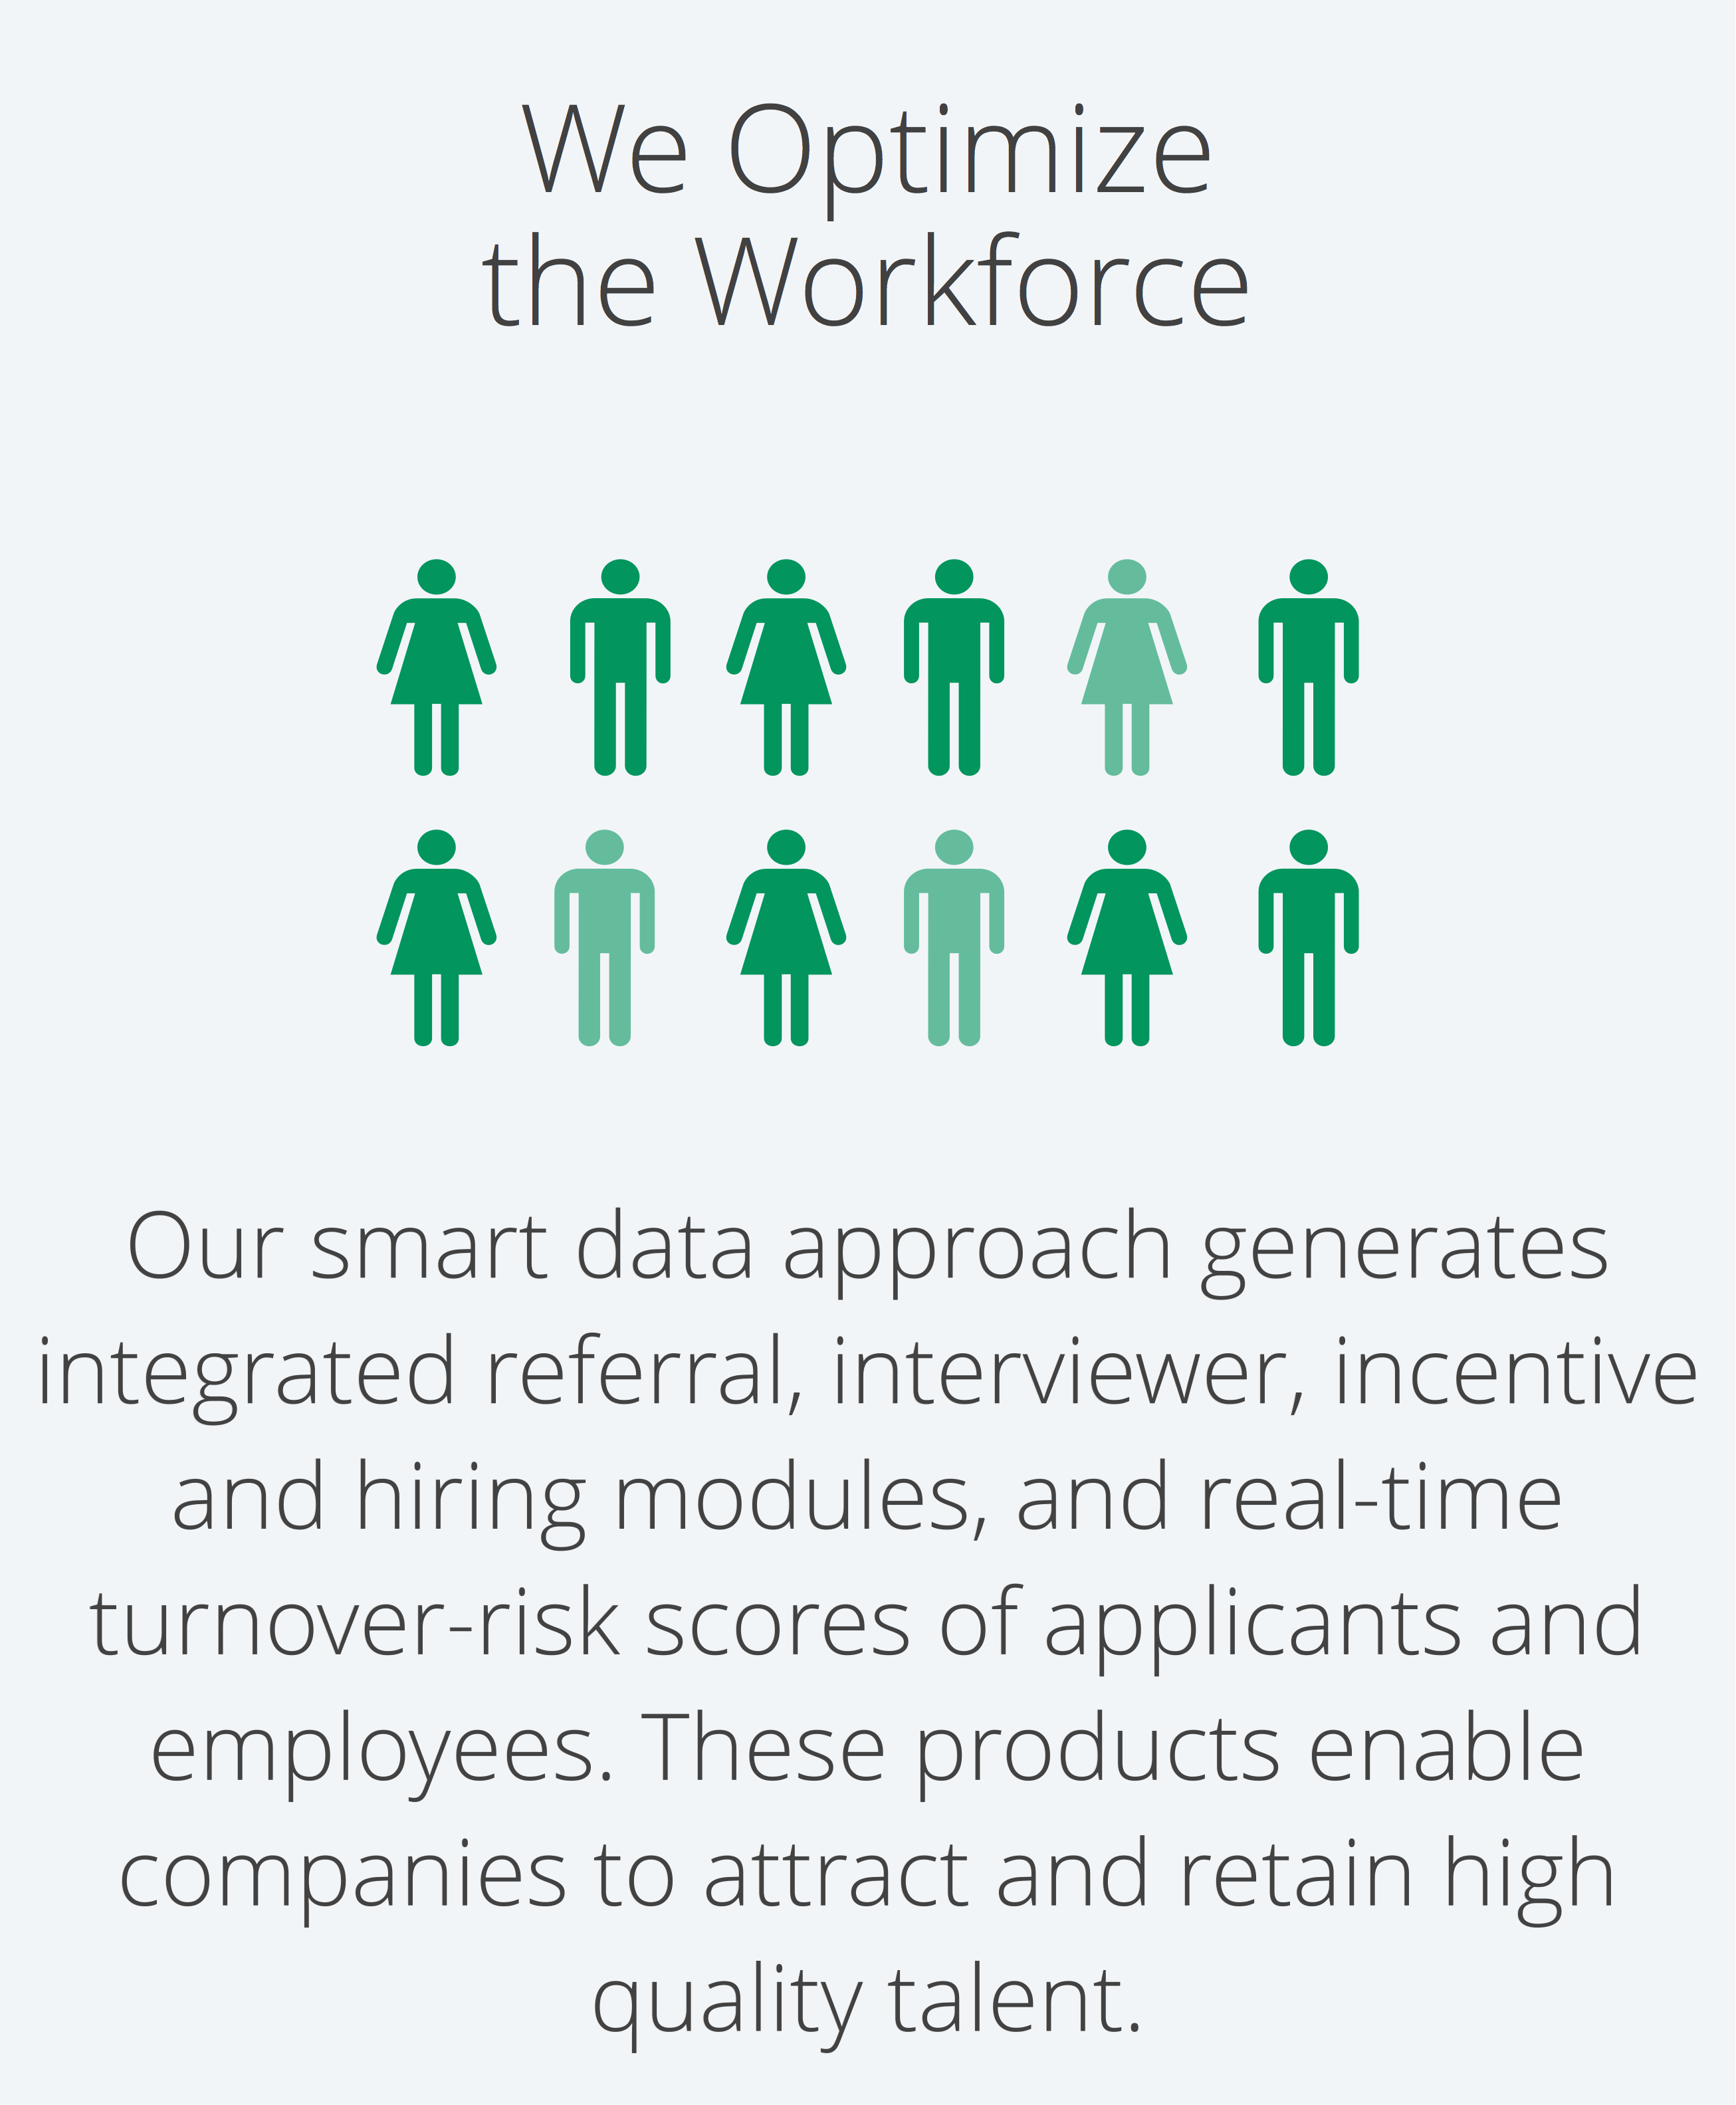 We Optimize
the Workforce
Our smart data approach generates
integrated referral, interviewer, incentive
and hiring modules, and real-time
turnover-risk scores of applicants and
employees. These products enable
companies to attract and retain high
quality talent.